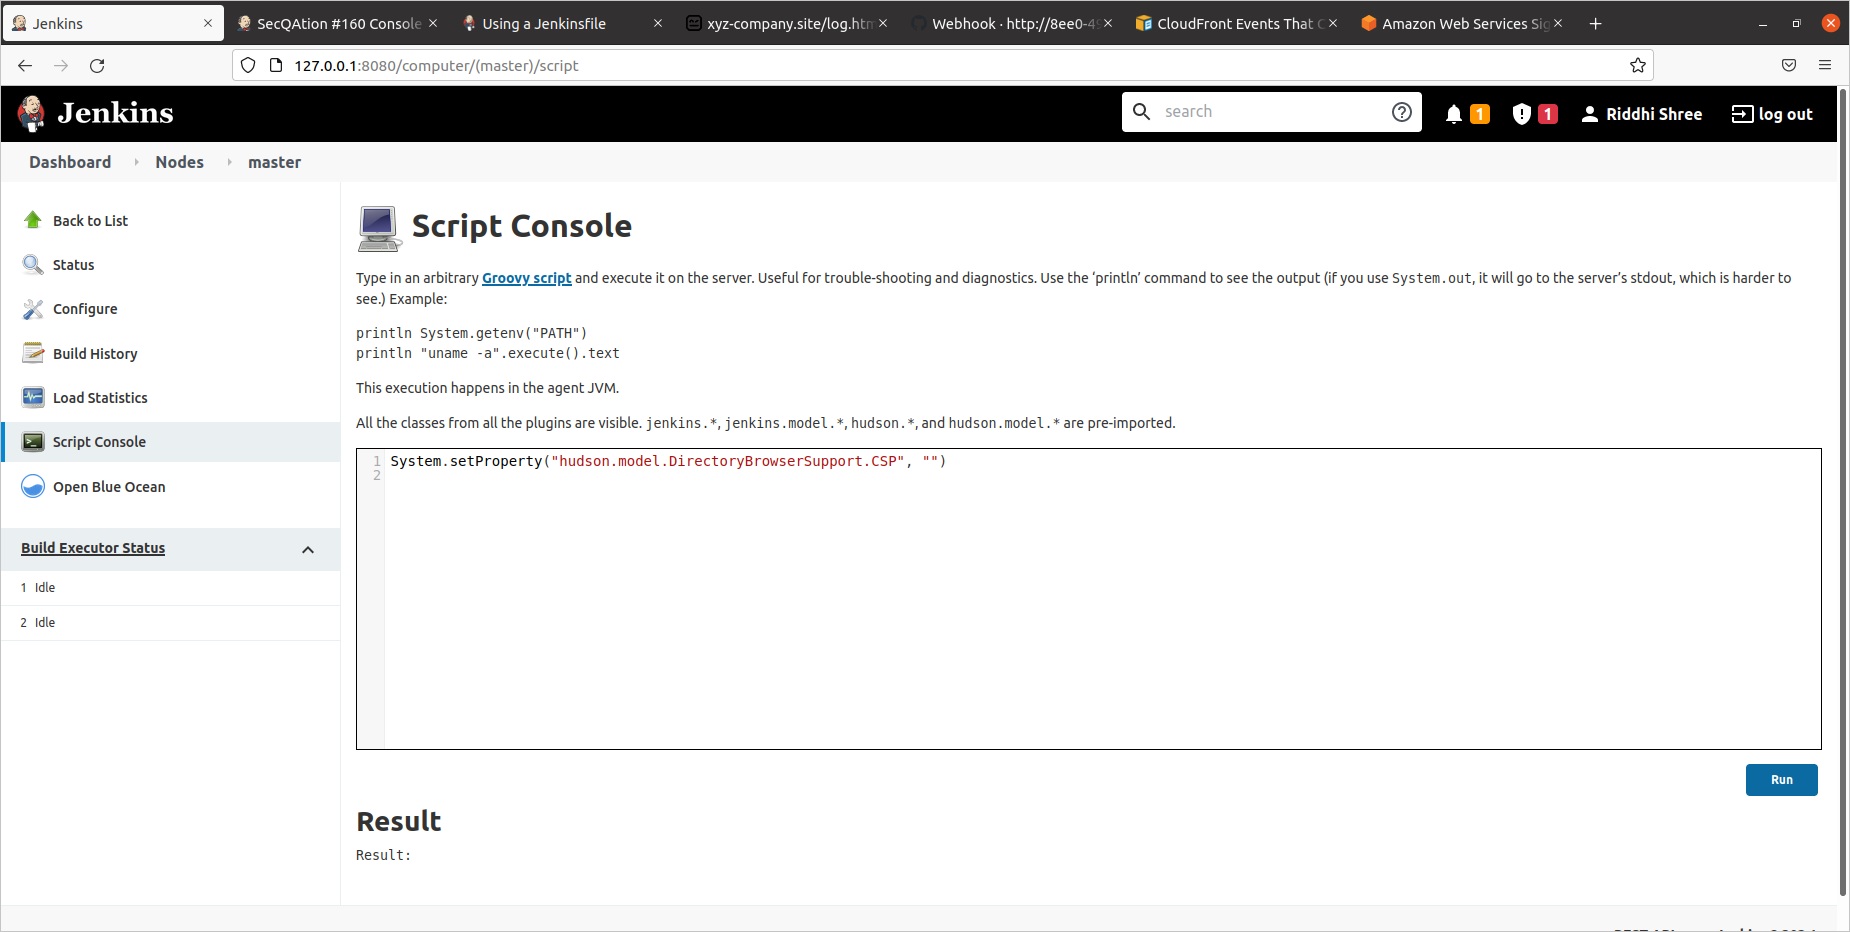 Jenkins
SecQAtion #160 Console
Using a Jenkinsfile
xyz-company.site/log.htm
Webhook · http://8ee0-49
CloudFront Events That C
Amazon Web Services Sig
127.0.0.1:8080/computer/(master)/script
Jenkins
search
1
1
Riddhi Shree
log out
Dashboard
Nodes
master
Back to List
Status
Configure
Build History
Load Statistics
Script Console
Open Blue Ocean
Build Executor Status
1 Idle
2 Idle
Script Console
Type in an arbitrary Groovy script and execute it on the server. Useful for trouble-shooting and diagnostics. Use the ‘println’ command to see the output (if you use System.out, it will go to the server’s stdout, which is harder to
see.) Example:
println System.getenv("PATH")
println "uname -a".execute().text
This execution happens in the agent JVM.
All the classes from all the plugins are visible. jenkins.*, jenkins.model.*, hudson.*, and hudson.model.* are pre-imported.
1 System.setProperty("hudson.model.DirectoryBrowserSupport.CSP", "")
2
Run
Result
Result: